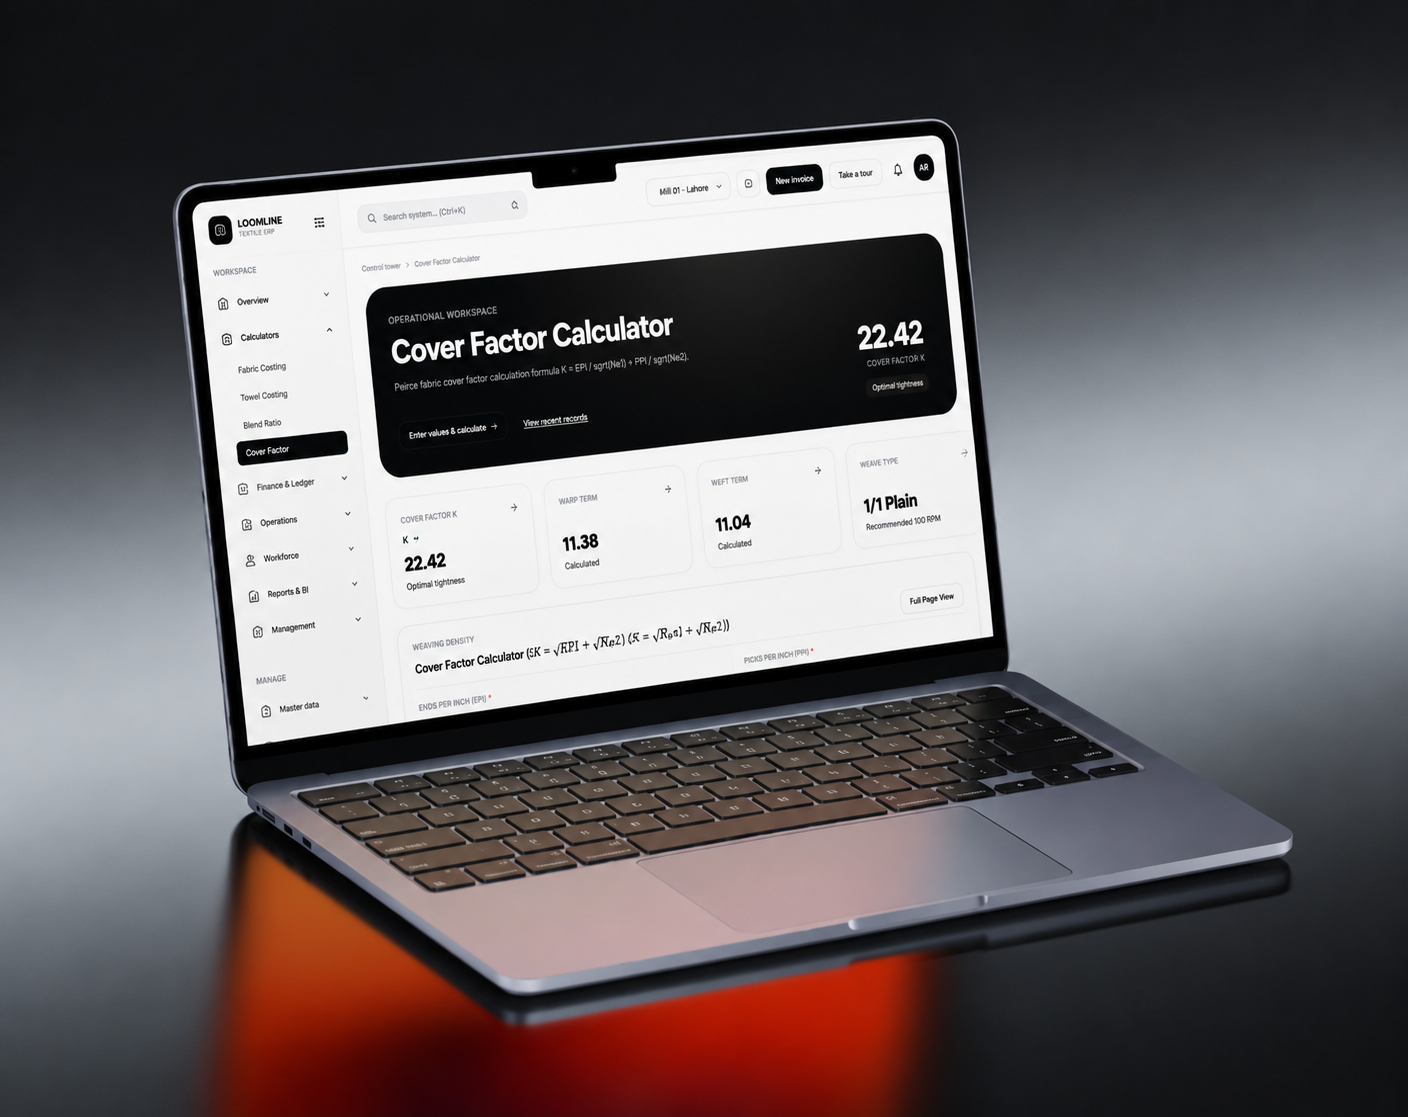 LOOMLINE
TEXTILE ERP
Search system... (Ctrl+K)
Mill 01 - Lahore
New invoice
Take a tour
AR
WORKSPACE
Overview
Calculators
Fabric Costing
Towel Costing
Blend Ratio
Cover Factor
Finance & Ledger
Operations
Workforce
Reports & BI
Management
MANAGE
Master data
Control tower > Cover Factor Calculator
OPERATIONAL WORKSPACE
Cover Factor Calculator
Peirce fabric cover factor calculation formula K = EPI / sqrt(Ne1) + PPI / sqrt(Ne2).
Enter values & calculate →
View recent records
22.42
COVER FACTOR K
Optimal tightness
COVER FACTOR K →
K
22.42
Optimal tightness
WARP TERM →
11.38
Calculated
WEFT TERM →
11.04
Calculated
WEAVE TYPE →
1/1 Plain
Recommended 100 RPM
WEAVING DENSITY
Cover Factor Calculator
Full Page View
ENDS PER INCH (EPI) *
PICKS PER INCH (PPI) *